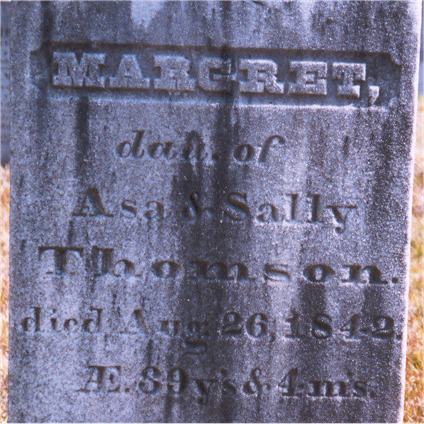 MARGRET,
dau. of
Asa & Sally
Thomson.
died Aug 26, 1842.
Æ. 39 y's & 4 m's.